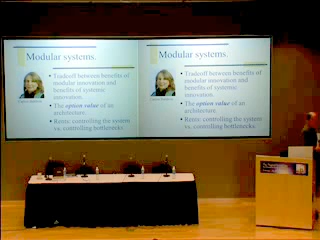 Modular systems.
• Tradeoff between benefits of
modular innovation and
benefits of systemic
innovation.
• The option value of an
architecture.
• Rents: controlling the system
vs. controlling bottlenecks.
Modular systems.
• Tradeoff between benefits of
modular innovation and
benefits of systemic
innovation.
• The option value of an
architecture.
• Rents: controlling the system
vs. controlling bottlenecks.